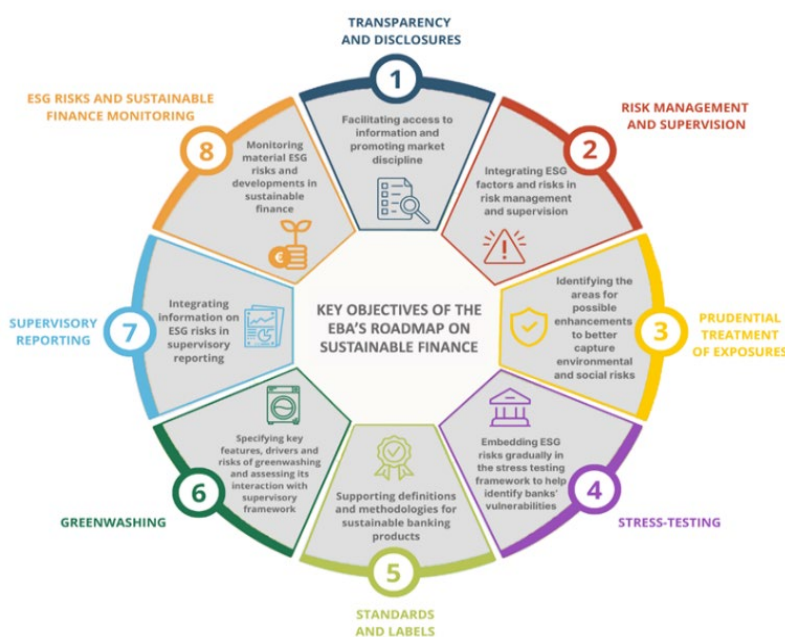 TRANSPARENCY
AND DISCLOSURES
1
Facilitating access to
information and
promoting market
discipline
RISK MANAGEMENT
AND SUPERVISION
2
Integrating ESG
factors and risks in
risk management
and supervision
PRUDENTIAL
TREATMENT
OF EXPOSURES
3
Identifying the
areas for
possible
enhancements
to better
capture
environmental
and social risks
STRESS-TESTING
4
Embedding ESG
risks gradually in
the stress testing
framework to help
identify banks'
vulnerabilities
STANDARDS
AND LABELS
5
Supporting definitions
and methodologies for
sustainable banking
products
GREENWASHING
6
Specifying key
features, drivers and
risks of greenwashing
and assessing its
interaction with
supervisory
framework
SUPERVISORY
REPORTING
7
Integrating
information on
ESG risks in
supervisory
reporting
ESG RISKS AND SUSTAINABLE
FINANCE MONITORING
8
Monitoring
material ESG
risks and
developments in
sustainable
finance
€
KEY OBJECTIVES OF THE
EBA'S ROADMAP ON
SUSTAINABLE FINANCE